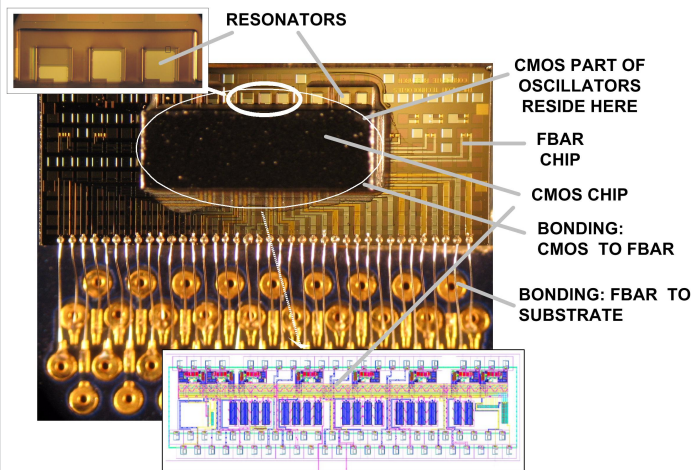 RESONATORS
CMOS PART OF
OSCILLATORS
RESIDE HERE
FBAR
CHIP
CMOS CHIP
BONDING:
CMOS TO FBAR
BONDING: FBAR TO
SUBSTRATE